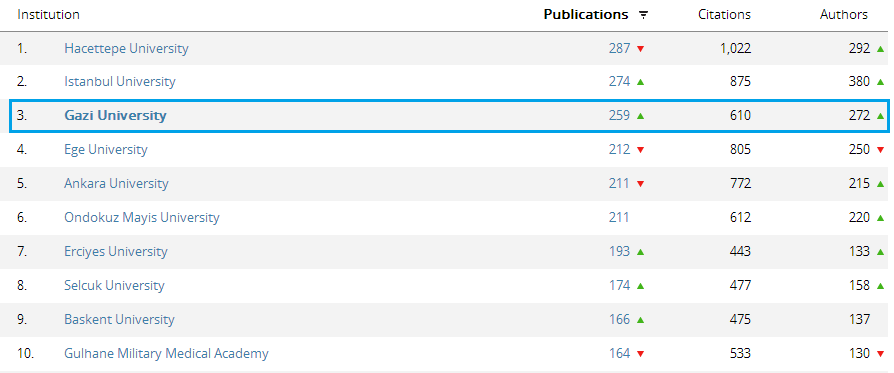 Institution Publications Citations Authors
1. Hacettepe University 287 1,022 292
2. Istanbul University 274 875 380
3. Gazi University 259 610 272
4. Ege University 212 805 250
5. Ankara University 211 772 215
6. Ondokuz Mayis University 211 612 220
7. Erciyes University 193 443 133
8. Selcuk University 174 477 158
9. Baskent University 166 475 137
10. Gulhane Military Medical Academy 164 533 130